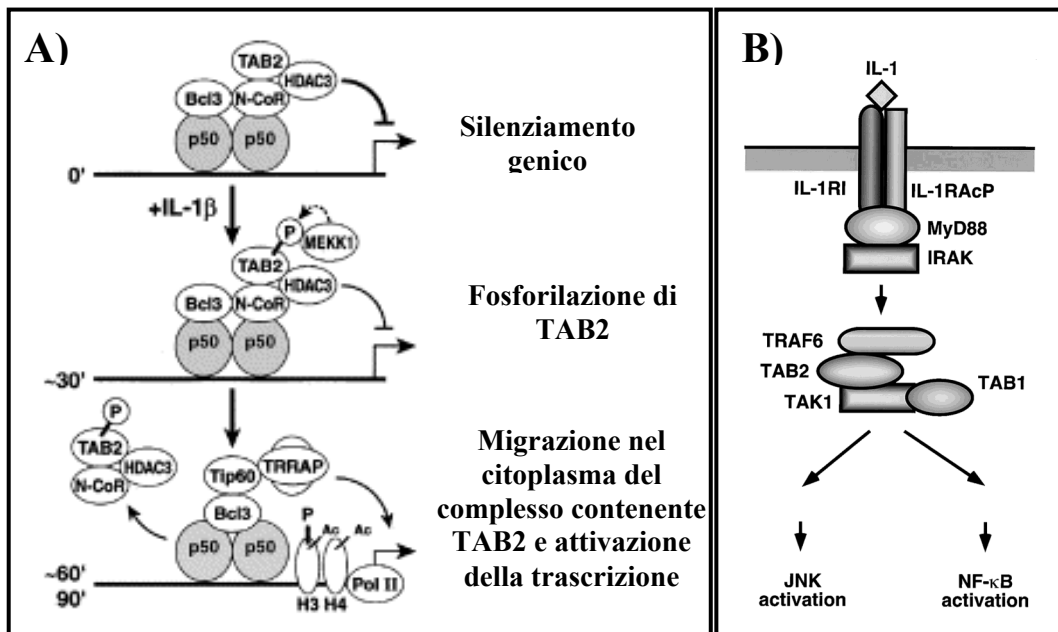 A)
TAB2
HDAC3
Bcl3
N-CoR
p50
p50
0'
Silenziamento
genico
+IL-1β
P
MEKK1
TAB2
HDAC3
Bcl3
N-CoR
p50
p50
~30'
Fosforilazione di
TAB2
P
TAB2
HDAC3
N-CoR
Tip60
TRRAP
Bcl3
P
Ac
Ac
p50
p50
Pol II
~60'
90'
H3 H4
Migrazione nel
citoplasma del
complesso contenente
TAB2 e attivazione
della trascrizione
B)
IL-1
IL-1RI
IL-1RAcP
MyD88
IRAK
TRAF6
TAB2
TAB1
TAK1
JNK
activation
NF-κB
activation